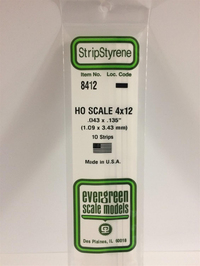 StripStyrene
Item No. Loc. Code
8412
HO SCALE 4x12
.043 x .135"
(1.09 x 3.43 mm)
10 Strips
Made in U.S.A.
evergreen
scale models
Des Plaines, IL 60018